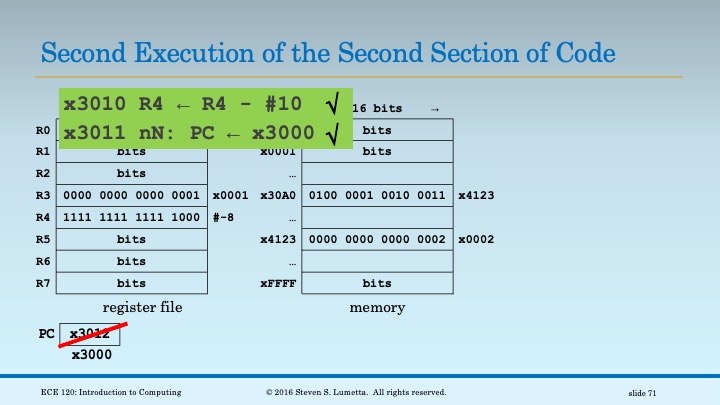 Second Execution of the Second Section of Code
x3010 R4 ← R4 - #10 √
x3011 nN: PC ← x3000 √
16 bits →
R0 bits
R1 bits x0001 bits
R2 bits …
R3 0000 0000 0000 0001 x0001 x30A0 0100 0001 0010 0011 x4123
R4 1111 1111 1111 1000 #-8 …
R5 bits x4123 0000 0000 0000 0002 x0002
R6 bits …
R7 bits xFFFF bits
register file memory
PC x3012
x3000
ECE 120: Introduction to Computing © 2016 Steven S. Lumetta. All rights reserved. slide 71